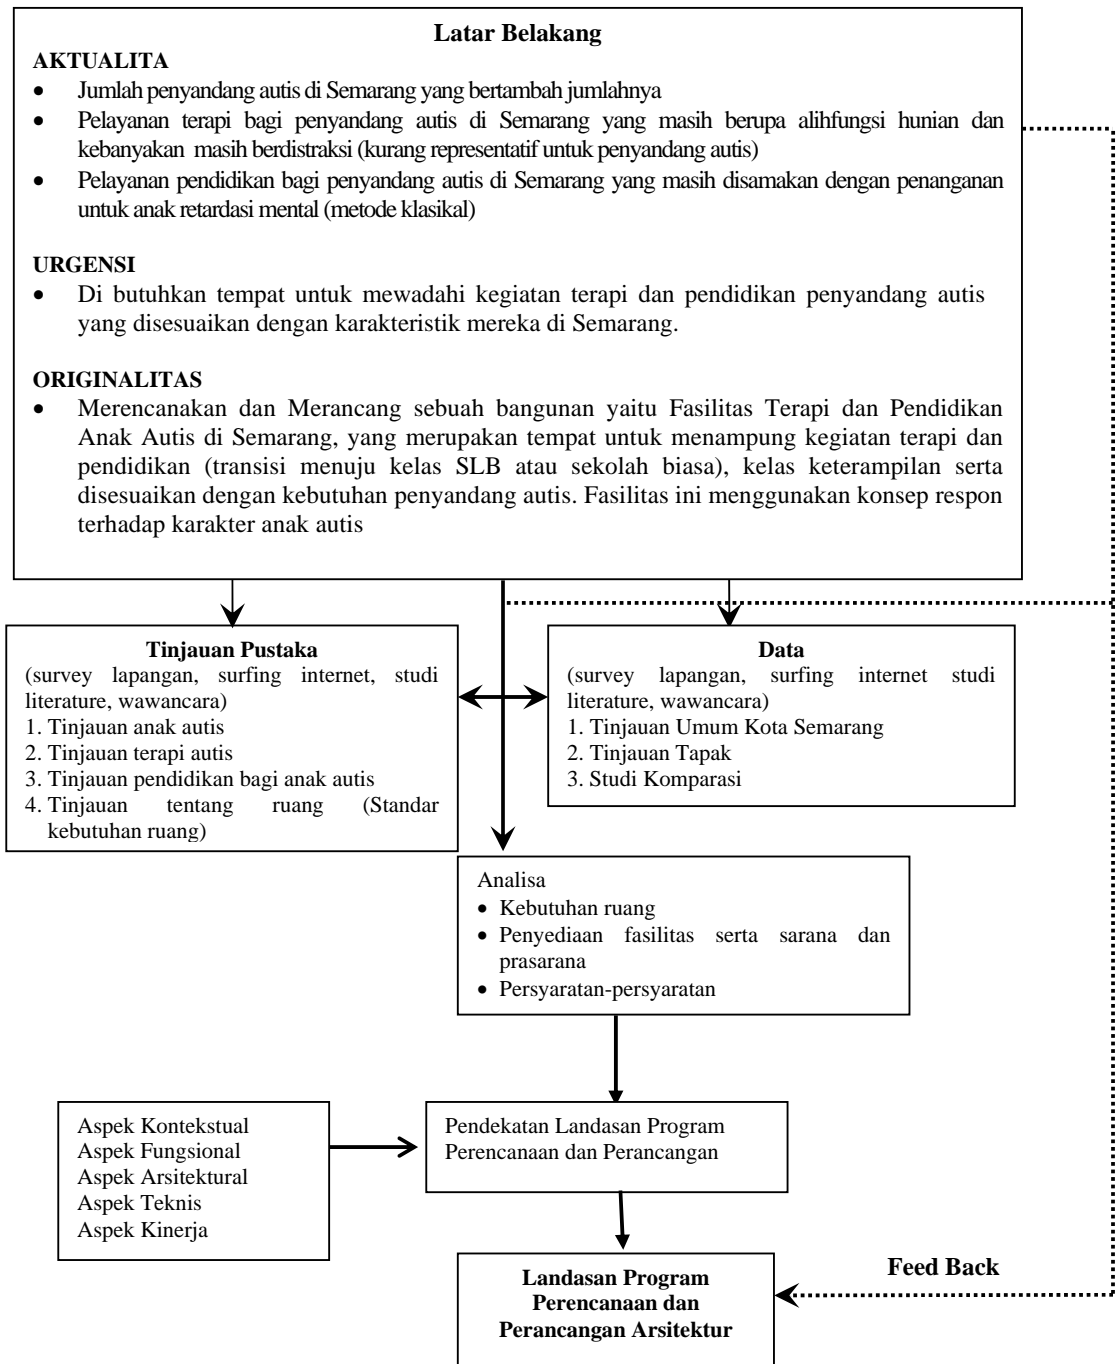 Latar Belakang
AKTUALITA
• Jumlah penyandang autis di Semarang yang bertambah jumlahnya
• Pelayanan terapi bagi penyandang autis di Semarang yang masih berupa alihfungsi hunian dan
kebanyakan masih berdistraksi (kurang representatif untuk penyandang autis)
• Pelayanan pendidikan bagi penyandang autis di Semarang yang masih disamakan dengan penanganan
untuk anak retardasi mental (metode klasikal)
URGENSI
• Di butuhkan tempat untuk mewadahi kegiatan terapi dan pendidikan penyandang autis
yang disesuaikan dengan karakteristik mereka di Semarang.
ORIGINALITAS
• Merencanakan dan Merancang sebuah bangunan yaitu Fasilitas Terapi dan Pendidikan
Anak Autis di Semarang, yang merupakan tempat untuk menampung kegiatan terapi dan
pendidikan (transisi menuju kelas SLB atau sekolah biasa), kelas keterampilan serta
disesuaikan dengan kebutuhan penyandang autis. Fasilitas ini menggunakan konsep respon
terhadap karakter anak autis
Tinjauan Pustaka
(survey lapangan, surfing internet, studi
literature, wawancara)
1. Tinjauan anak autis
2. Tinjauan terapi autis
3. Tinjauan pendidikan bagi anak autis
4. Tinjauan tentang ruang (Standar
kebutuhan ruang)
Data
(survey lapangan, surfing internet studi
literature, wawancara)
1. Tinjauan Umum Kota Semarang
2. Tinjauan Tapak
3. Studi Komparasi
Analisa
• Kebutuhan ruang
• Penyediaan fasilitas serta sarana dan
prasarana
• Persyaratan-persyaratan
Aspek Kontekstual
Aspek Fungsional
Aspek Arsitektural
Aspek Teknis
Aspek Kinerja
Pendekatan Landasan Program
Perencanaan dan Perancangan
Feed Back
Landasan Program
Perencanaan dan
Perancangan Arsitektur